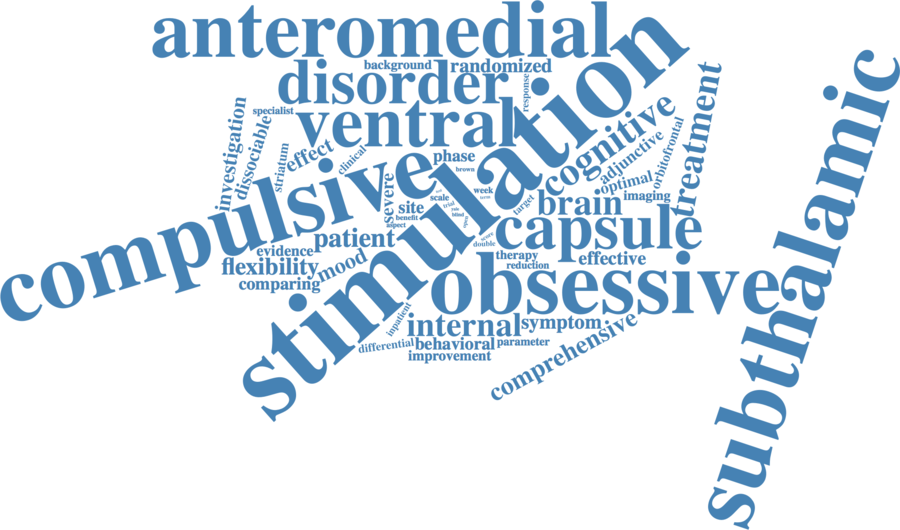 anteromedial
background
randomized
disorder
response
specialist
ventral
investigation
dissociable
striatum
effect
clinical
phase
brown
stimulation
cognitive
adjunctive
orbitofrontal
treatment
subthalamic
compulsive
severe
scale
week
term
trial
site
benefit
aspect
blind
target
optimal
imaging
brain
patient
capsule
double
evidence
flexibility
mood
comparing
therapy
reduction
effective
obsessive
inpatient
internal
symptom
comprehensive
differential
behavioral
parameter
improvement